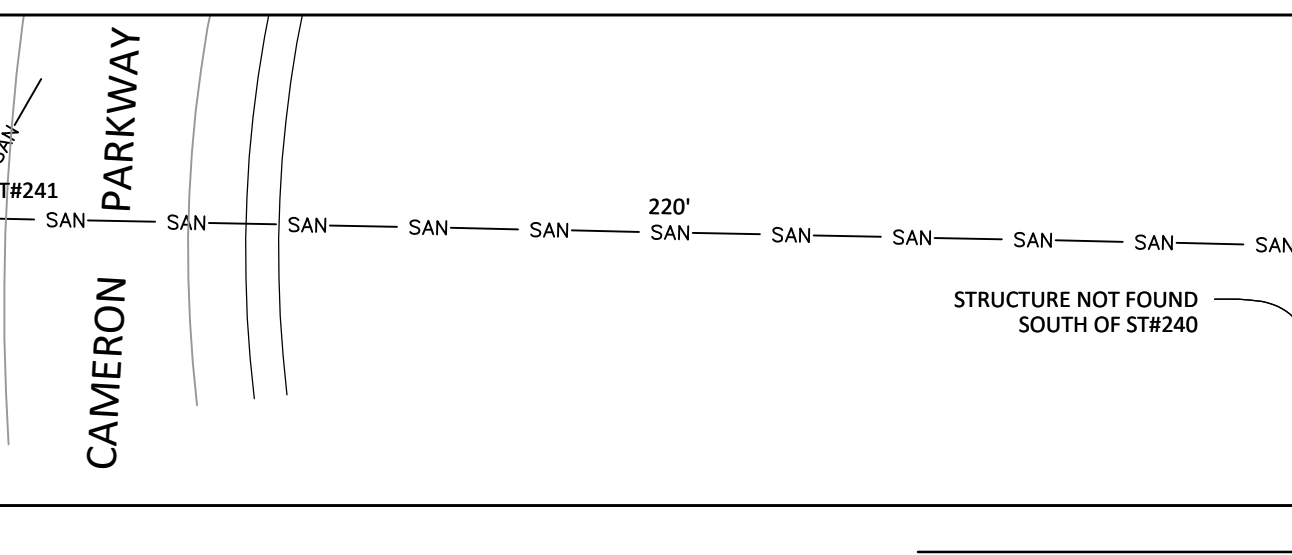 PARKWAY
SAN
T#241
220'
SAN SAN SAN SAN SAN SAN SAN SAN SAN SAN SAN
STRUCTURE NOT FOUND
SOUTH OF ST#240
CAMERON